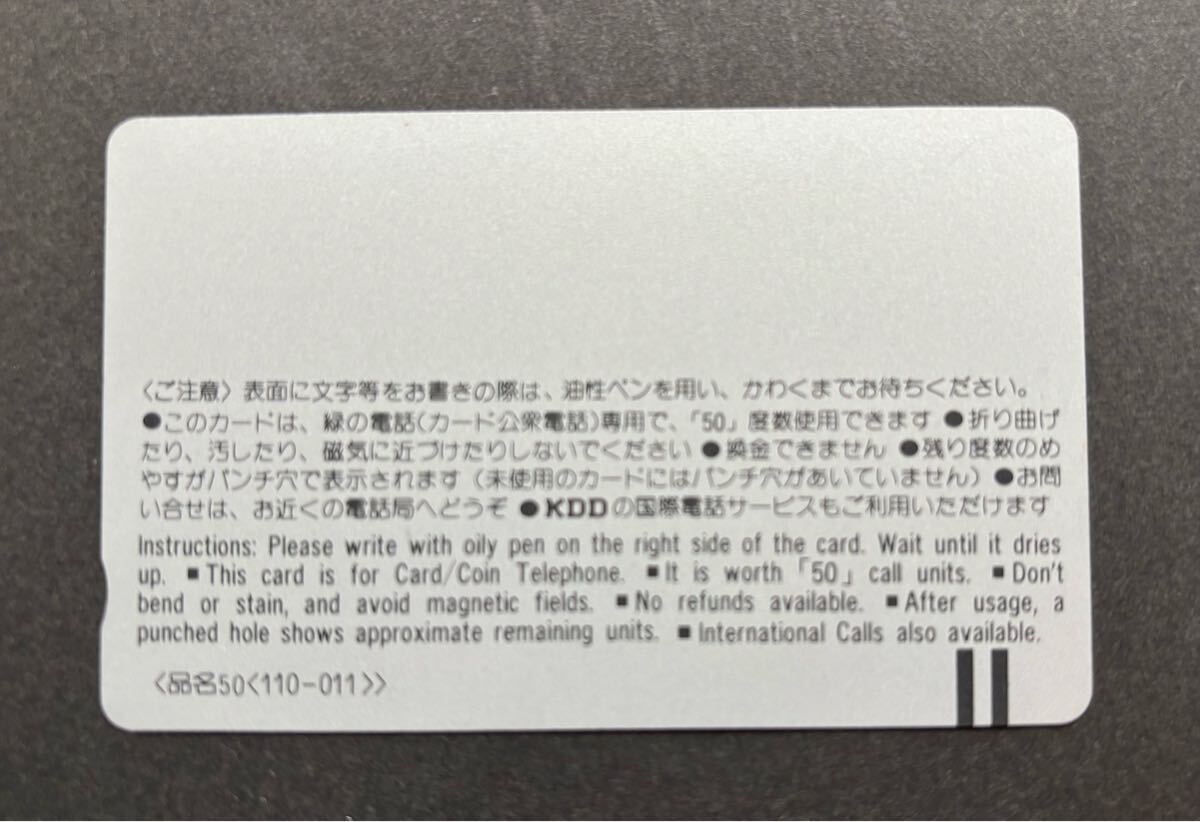 〈ご注意〉表面に文字等をお書きの際は、油性ペンを用い、かわくまでお待ちください。
●このカードは、緑の電話(カード公衆電話)専用で、「50」度数使用できます ●折り曲げ
たり、汚したり、磁気に近づけたりしないでください ●換金できません ●残り度数のめ
やすがパンチ穴で表示されます(未使用のカードにはパンチ穴があいていません) ●お問
い合せは、お近くの電話局へどうぞ ●KDDの国際電話サービスもご利用いただけます
Instructions: Please write with oily pen on the right side of the card. Wait until it dries
up. ■This card is for Card/Coin Telephone. ■It is worth「50」call units. ■Don't
bend or stain, and avoid magnetic fields. ■No refunds available. ■After usage, a
punched hole shows approximate remaining units. ■International Calls also available.
〈品名50〈110-011〉〉